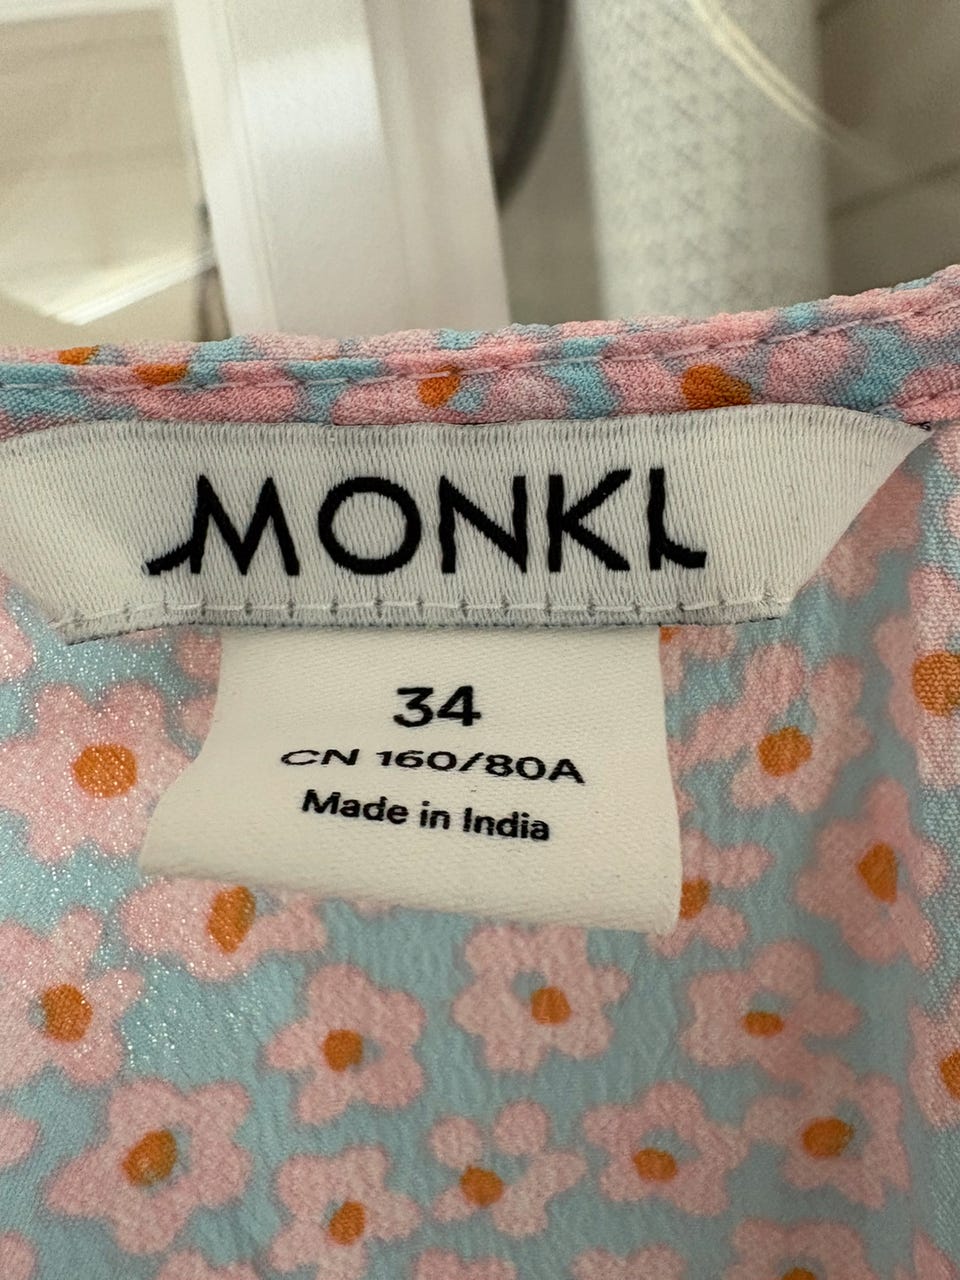 MONKI
34
CN 160/80A
Made in India